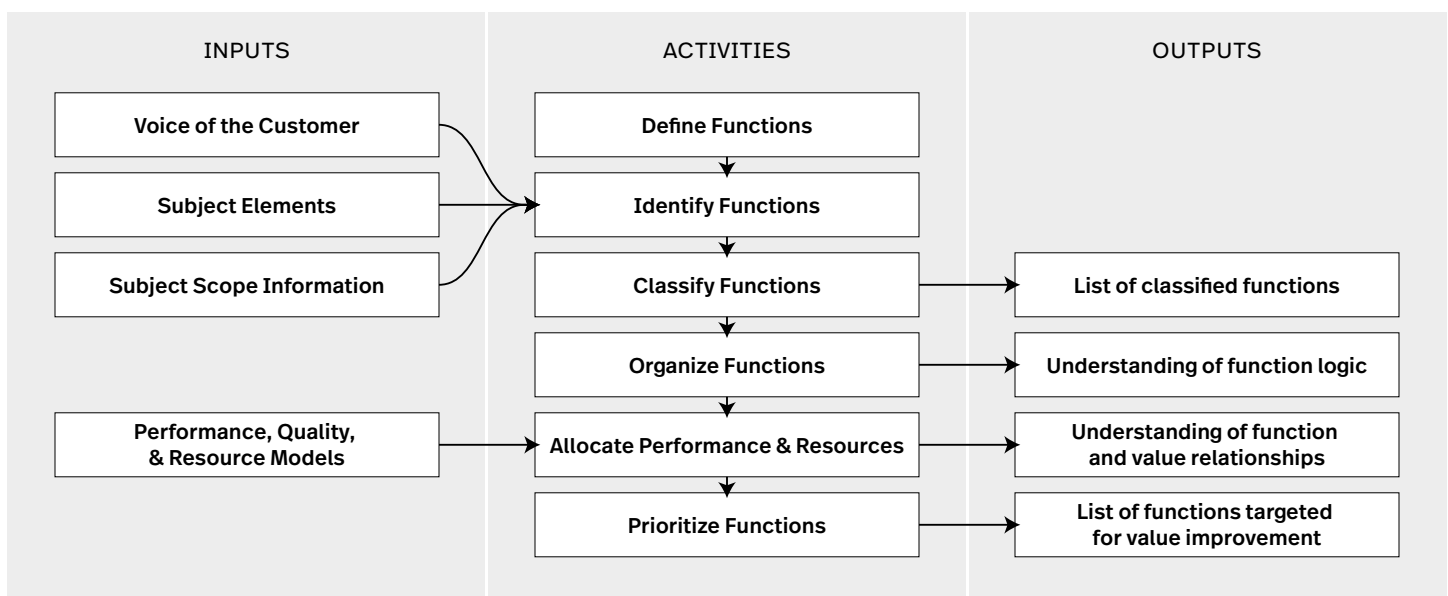 INPUTS
ACTIVITIES
OUTPUTS
Voice of the Customer
Define Functions
Subject Elements
Identify Functions
Subject Scope Information
Classify Functions
List of classified functions
Organize Functions
Understanding of function logic
Performance, Quality,
& Resource Models
Allocate Performance & Resources
Understanding of function
and value relationships
Prioritize Functions
List of functions targeted
for value improvement